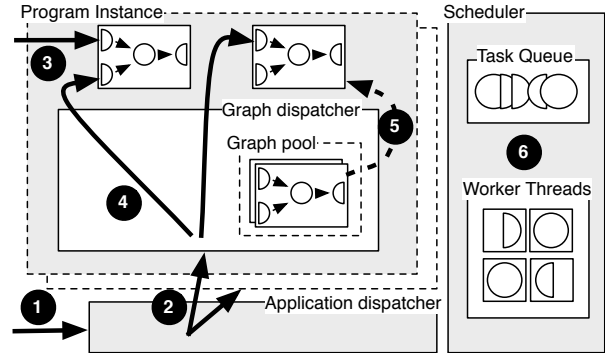 Program Instance
Scheduler
3
Task Queue
Graph dispatcher
5
Graph pool
6
4
Worker Threads
1
2
Application dispatcher